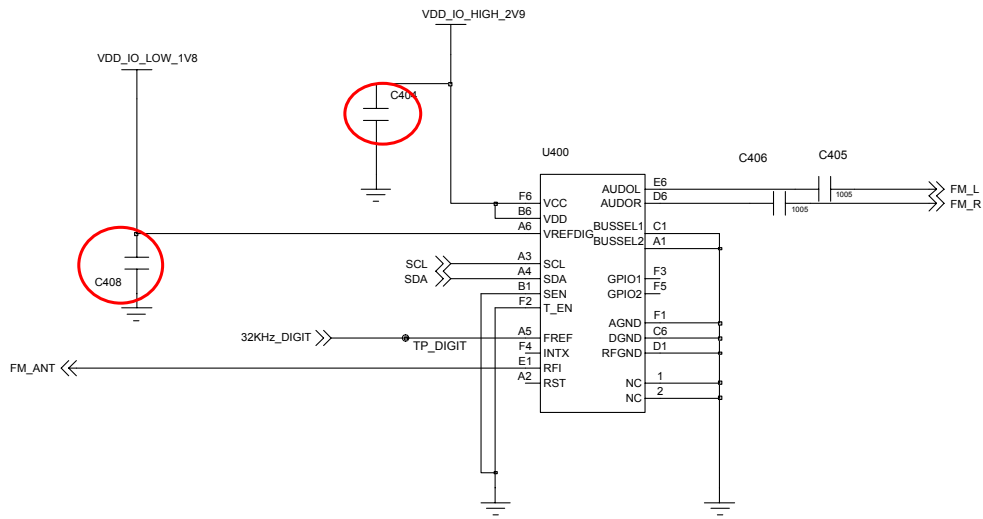 VDD_IO_HIGH_2V9
VDD_IO_LOW_1V8
C404
U400
C406
C405
F6 VCC
B6 VDD
A6 VREFDIG
A3 SCL
A4 SDA
B1 SEN
F2 T_EN
A5 FREF
F4 INTX
E1 RFI
A2 RST
AUDOL E6
AUDOR D6
BUSSEL1 C1
BUSSEL2 A1
GPIO1 F3
GPIO2 F5
AGND F1
DGND C6
RFGND D1
NC 1
NC 2
1005
1005
FM_L
FM_R
C408
SCL
SDA
32KHz_DIGIT
TP_DIGIT
FM_ANT